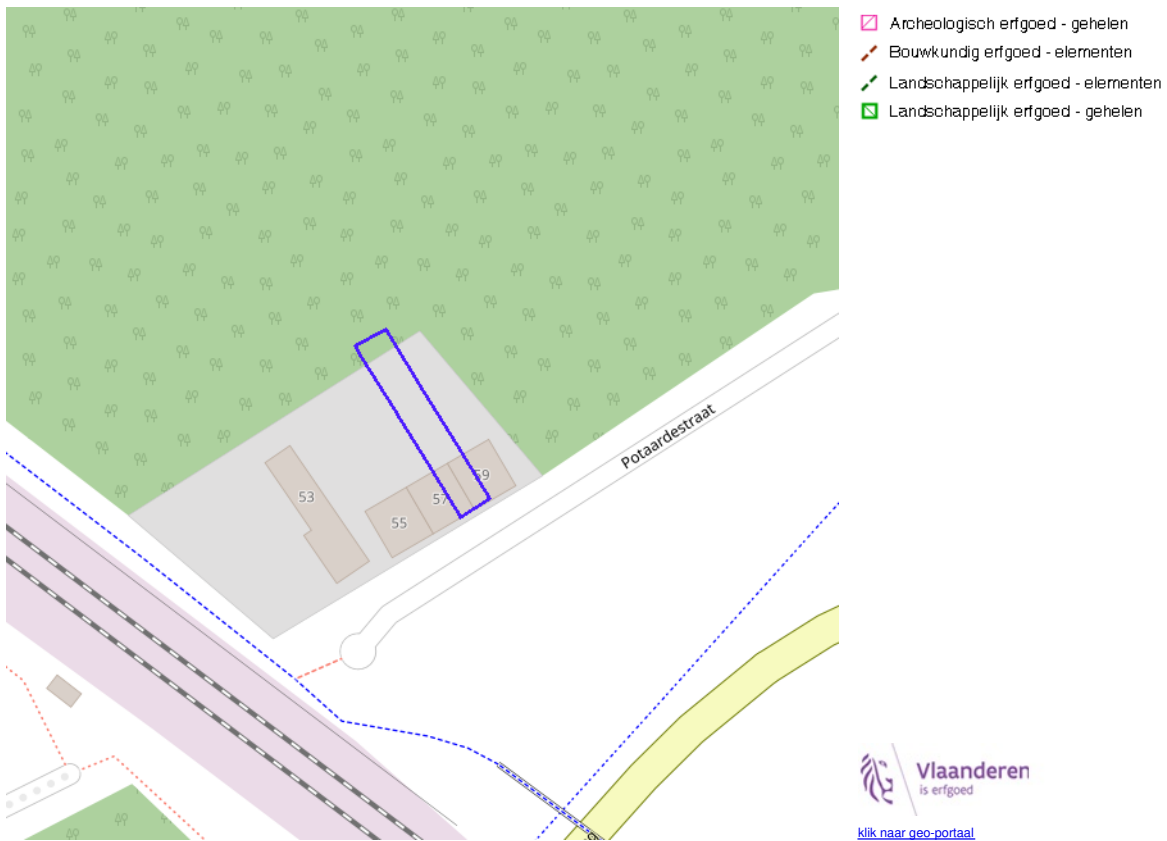 Archeologisch erfgoed - gehelen
Bouwkundig erfgoed - elementen
Landschappelijk erfgoed - elementen
Landschappelijk erfgoed - gehelen
Potaardestraat
53
55
57
59
Vlaanderen
is erfgoed
klik naar geo-portaal